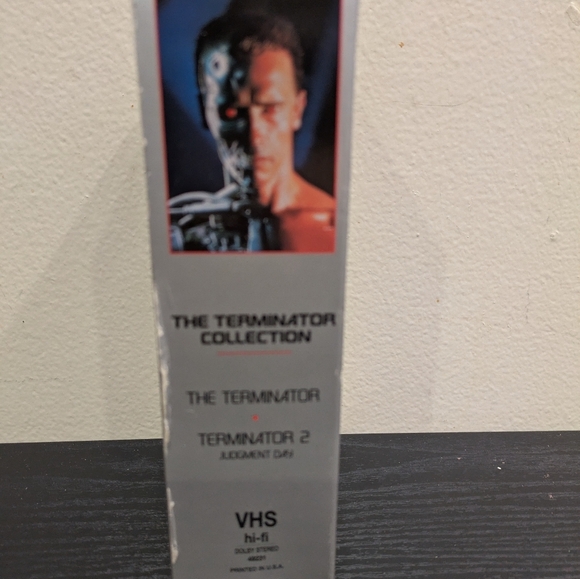 THE TERMINATOR
COLLECTION
THE TERMINATOR
TERMINATOR 2
JUDGMENT DAY
VHS
hi-fi
DOLBY STEREO
PRINTED IN U.S.A.